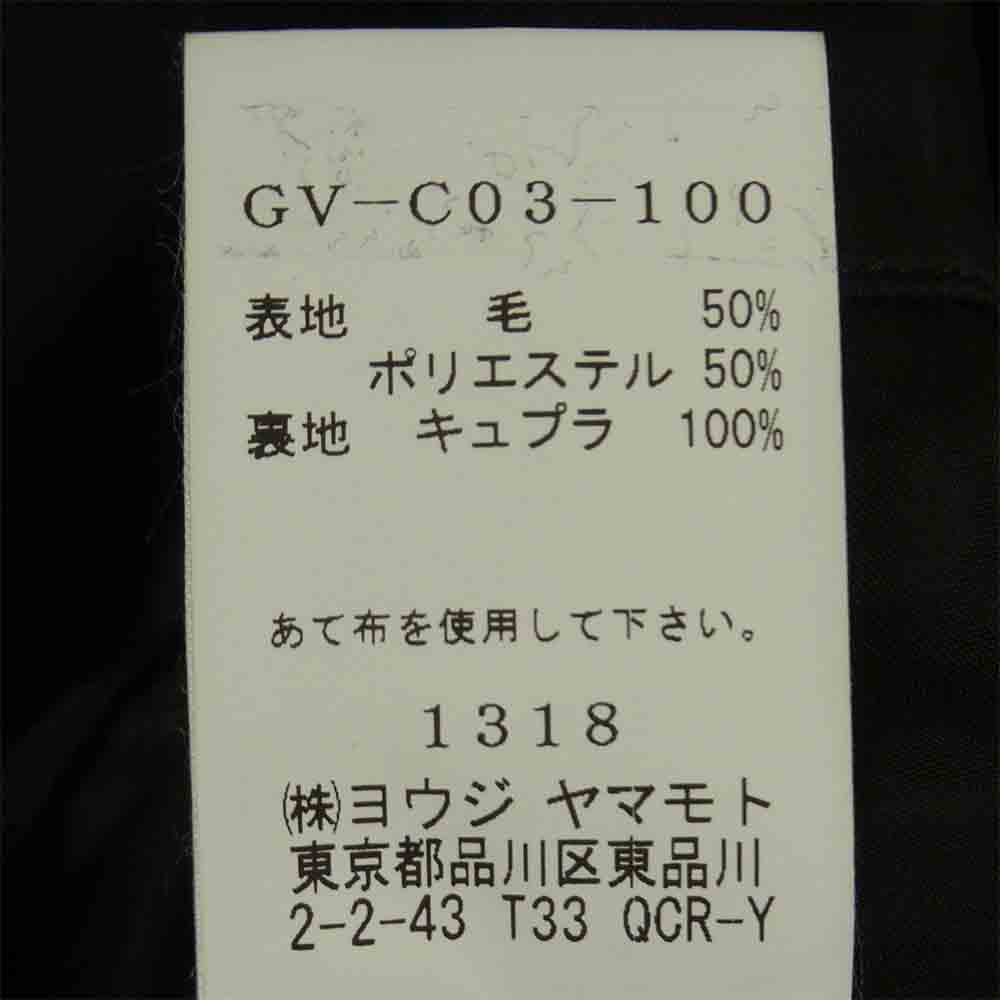 GV-C03-100
表地 毛 50%
ポリエステル 50%
裏地 キュプラ 100%
あて布を使用して下さい。
1318
㈱ヨウジ ヤマモト
東京都品川区東品川
2-2-43 T33 QCR-Y